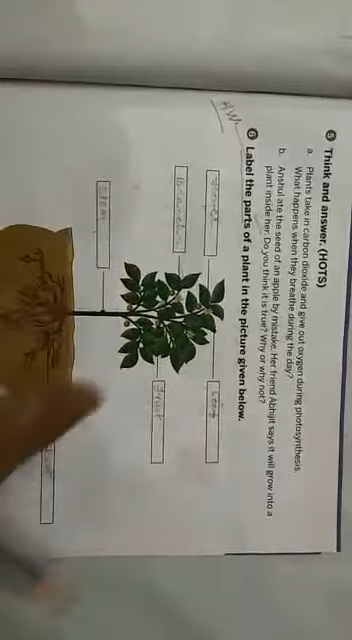 5 Think and answer. (HOTS)
a. Plants take in carbon dioxide and give out oxygen during photosynthesis.
What happens when they breathe during the day?
b. Anshul ate the seed of an apple by mistake. Her friend Abhijit says it will grow into a
plant inside her. Do you think it is true? Why or why not?
HW
6 Label the parts of a plant in the picture given below.
Leaf
Fruit
Stem